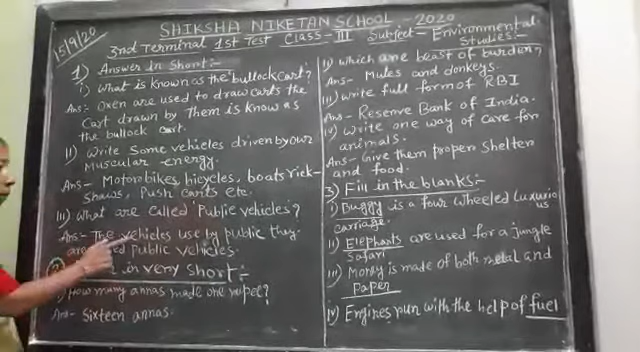 15/9/20
SHIKSHA NIKETAN SCHOOL.-2020
3nd Terminal 1st Test Class-III Subject-Environmental
Studies:-
1) Answer in Short:-
i) What is known as the bullock cart?
Ans:- Oxen are used to draw carts the
Cart drawn by them is know as
the bullock cart.
II) Write Some vehicles driven by our
Muscular energy.
Ans- Motorbikes, bicycles, boats rick-
shaws, Push carts etc.
III) What are called 'Public vehicles'?
Ans- The vehicles use by public they
are public vehicles.
2 in very short:-
i) How many annas made one rupee?
Ans- Sixteen annas.
II) Which are beast of burden?
Ans- Mules and donkeys.
III) Write full form of RBI
Ans- Reserve Bank of India.
IV) Write one way of care for
animals.
Ans- Give them proper shelter
and food.
3) Fill in the blanks:-
i) Buggy is a four wheeled Luxurio
us
carriage.
II) Elephants are used for a jungle
Safari
III) Money is made of both metal and
Paper
IV) Engines run with the help of fuel